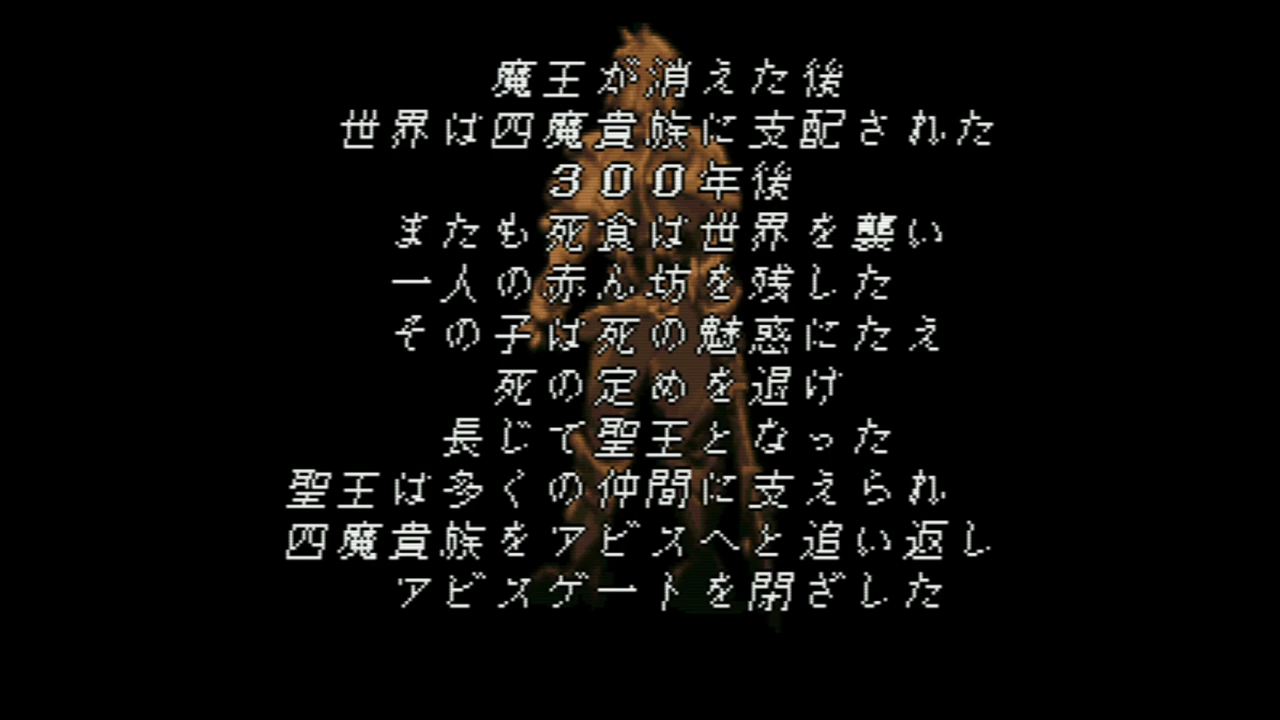 魔王が消えた後
世界は四魔貴族に支配された
３００年後
またも死食は世界を襲い
一人の赤ん坊を残した
その子は死の魅惑にたえ
死の定めを退け
長じて聖王となった
聖王は多くの仲間に支えられ
四魔貴族をアビスへと追い返し
アビスゲートを閉ざした